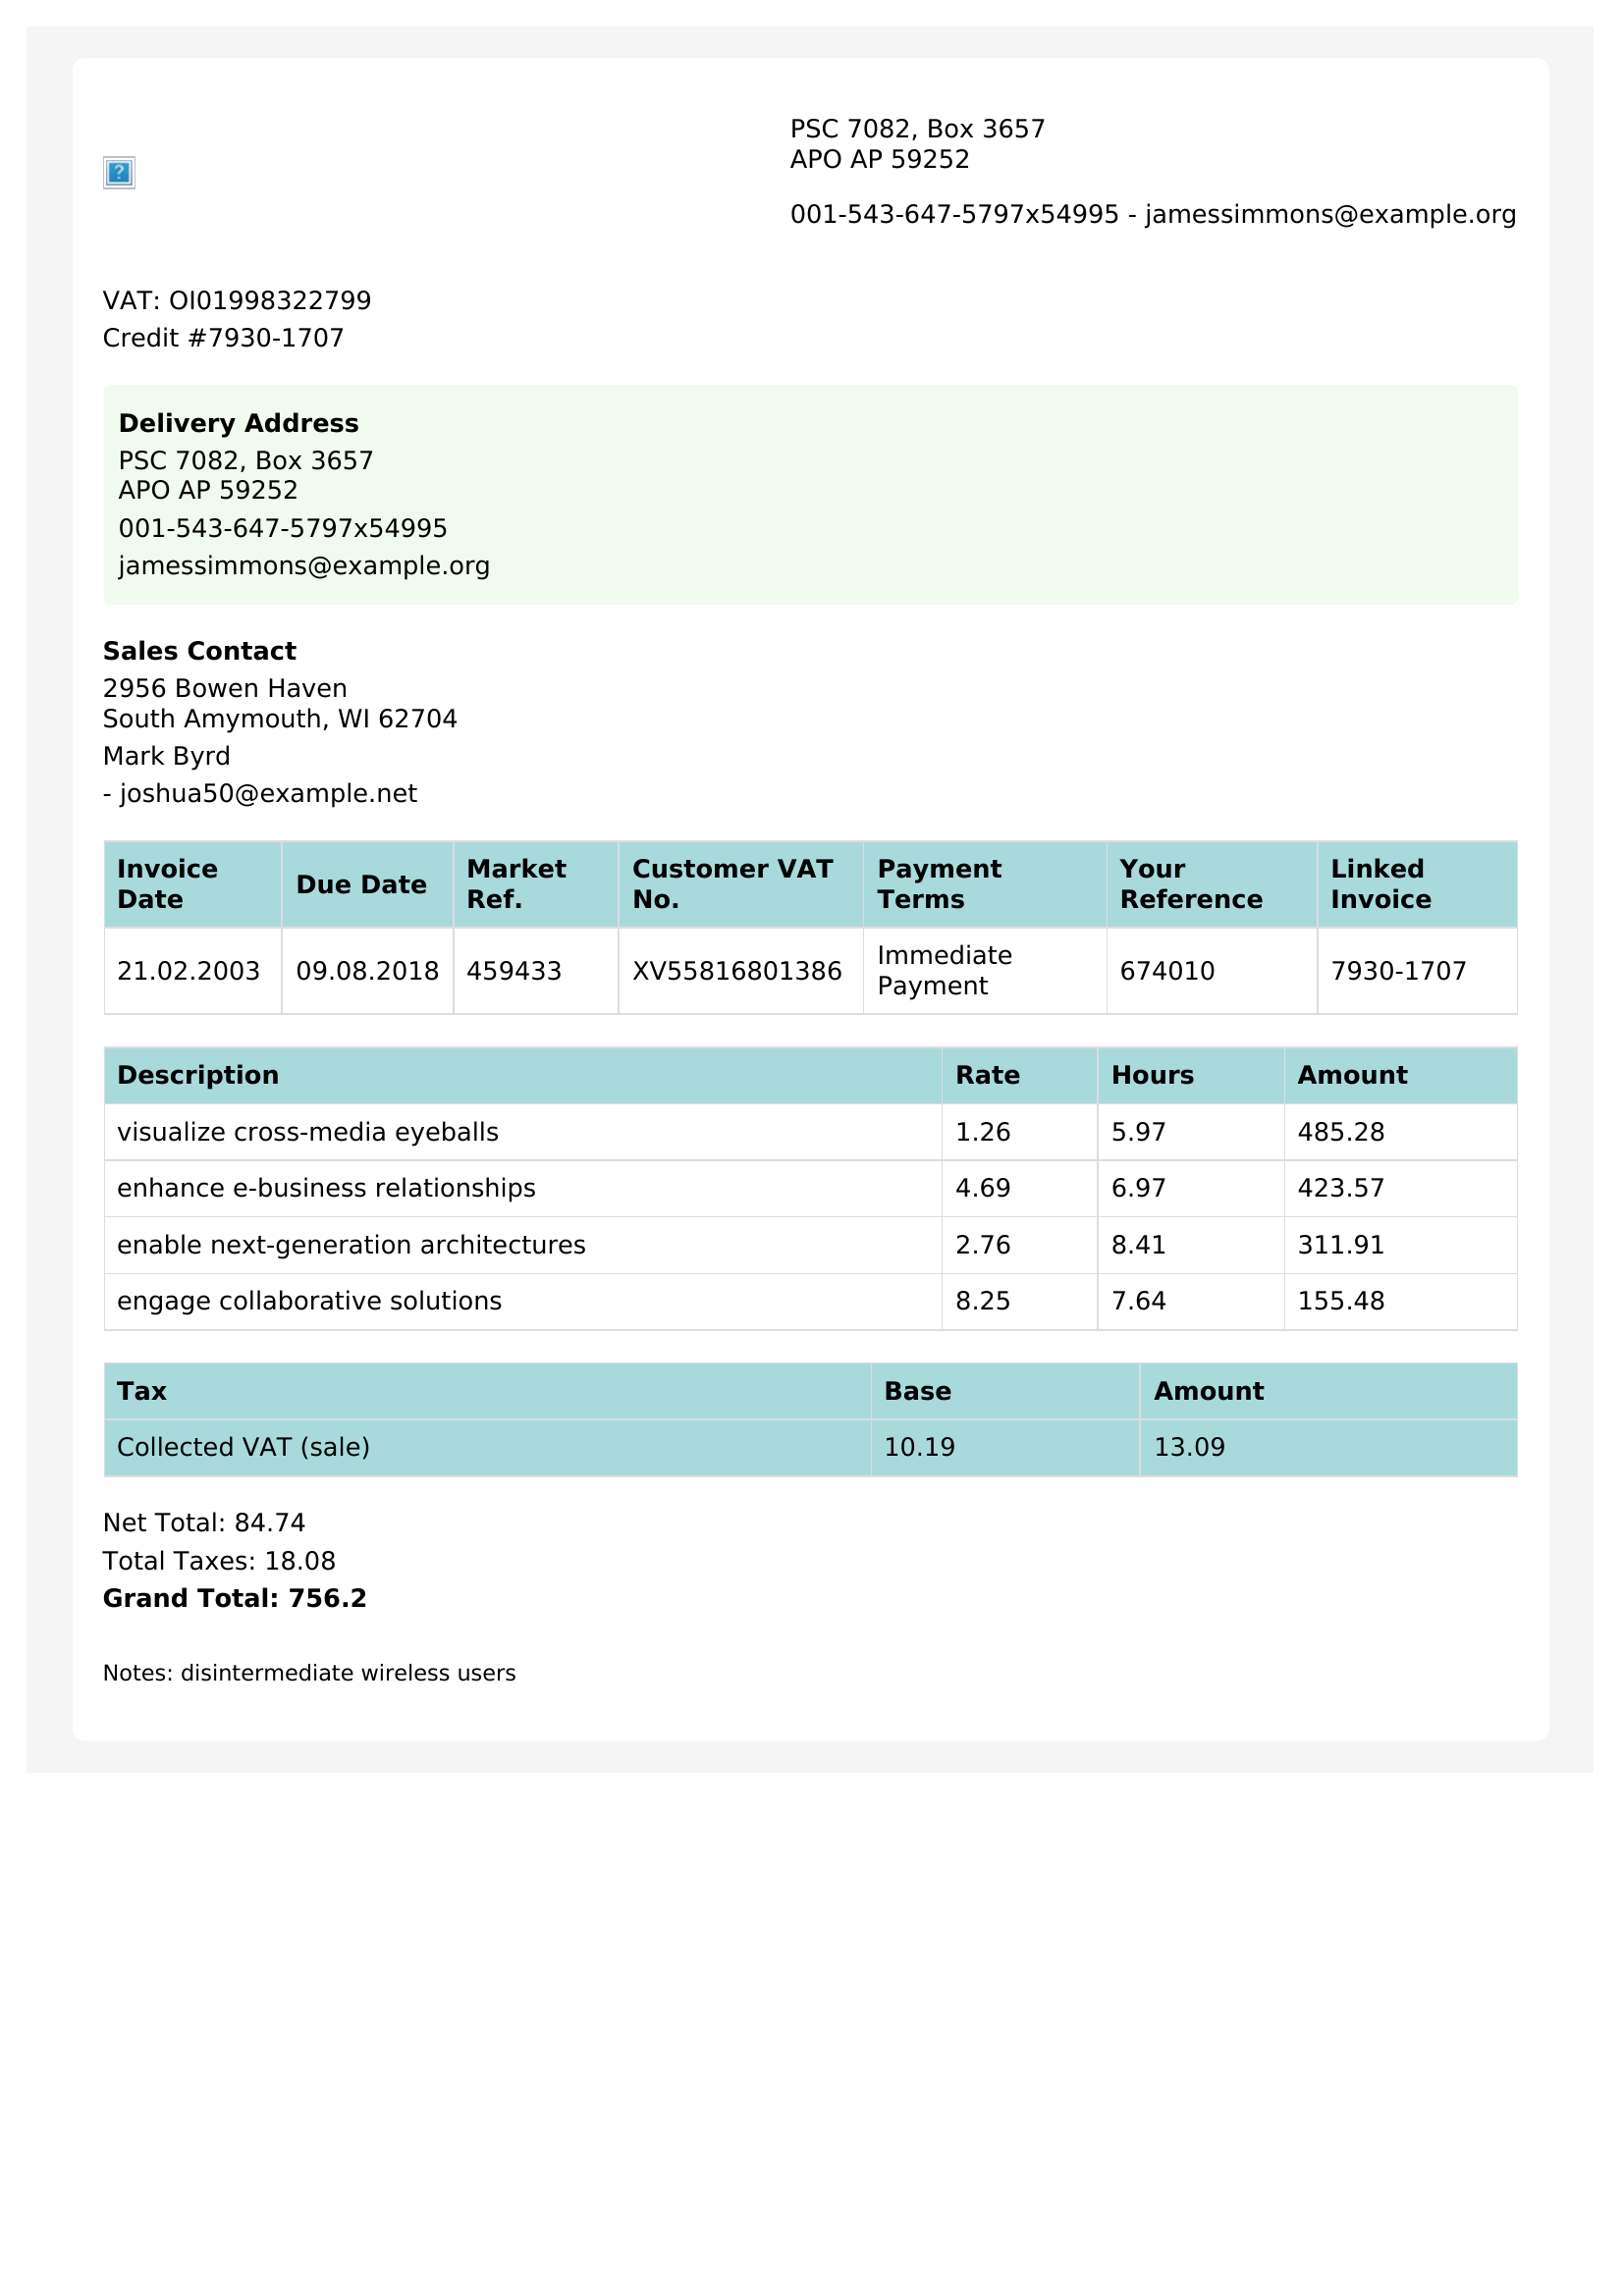 PSC 7082, Box 3657
APO AP 59252
001-543-647-5797x54995 - jamessimmons@example.org
VAT: OI01998322799
Credit #7930-1707
Delivery Address
PSC 7082, Box 3657
APO AP 59252
001-543-647-5797x54995
jamessimmons@example.org
Sales Contact
2956 Bowen Haven
South Amymouth, WI 62704
Mark Byrd
- joshua50@example.net
Invoice Date Due Date Market Ref. Customer VAT No. Payment Terms Your Reference Linked Invoice
21.02.2003 09.08.2018 459433 XV55816801386 Immediate Payment 674010 7930-1707
Description Rate Hours Amount
visualize cross-media eyeballs 1.26 5.97 485.28
enhance e-business relationships 4.69 6.97 423.57
enable next-generation architectures 2.76 8.41 311.91
engage collaborative solutions 8.25 7.64 155.48
Tax Base Amount
Collected VAT (sale) 10.19 13.09
Net Total: 84.74
Total Taxes: 18.08
Grand Total: 756.2
Notes: disintermediate wireless users